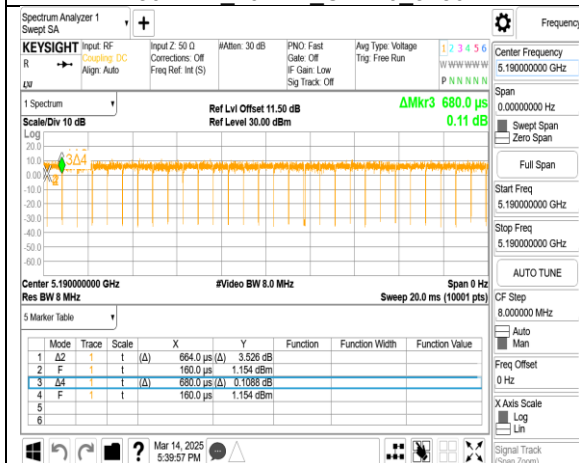 Spectrum Analyzer 1
Swept SA
Frequency
KEYSIGHT
R
LXI
Input: RF
Coupling: DC
Align: Auto
Input Z: 50 Ω
Corrections: Off
Freq Ref: Int (S)
#Atten: 30 dB
PNO: Fast
Gate: Off
IF Gain: Low
Sig Track: Off
Avg Type: Voltage
Trig: Free Run
1 2 3 4 5 6
W W W W W W
P N N N N N
1 Spectrum
Scale/Div 10 dB
Log
Ref Lvl Offset 11.50 dB
Ref Level 30.00 dBm
ΔMkr3 680.0 µs
0.11 dB
20.0
10.0
0.00
-10.0
-20.0
-30.0
-40.0
-50.0
-60.0
3Δ4
Center 5.190000000 GHz
Res BW 8 MHz
#Video BW 8.0 MHz
Span 0 Hz
Sweep 20.0 ms (10001 pts)
5 Marker Table
Mode Trace Scale X Y Function Function Width Function Value
1 Δ2 1 t (Δ) 664.0 µs (Δ) 3.526 dB
2 F 1 t 160.0 µs 1.154 dBm
3 Δ4 1 t (Δ) 680.0 µs (Δ) 0.1088 dB
4 F 1 t 160.0 µs 1.154 dBm
5
6
Mar 14, 2025
5:39:57 PM
Center Frequency
5.190000000 GHz
Span
0.00000000 Hz
Swept Span
Zero Span
Full Span
Start Freq
5.190000000 GHz
Stop Freq
5.190000000 GHz
AUTO TUNE
CF Step
8.000000 MHz
Auto
Man
Freq Offset
0 Hz
X Axis Scale
Log
Lin
Signal Track
(Span Zoom)